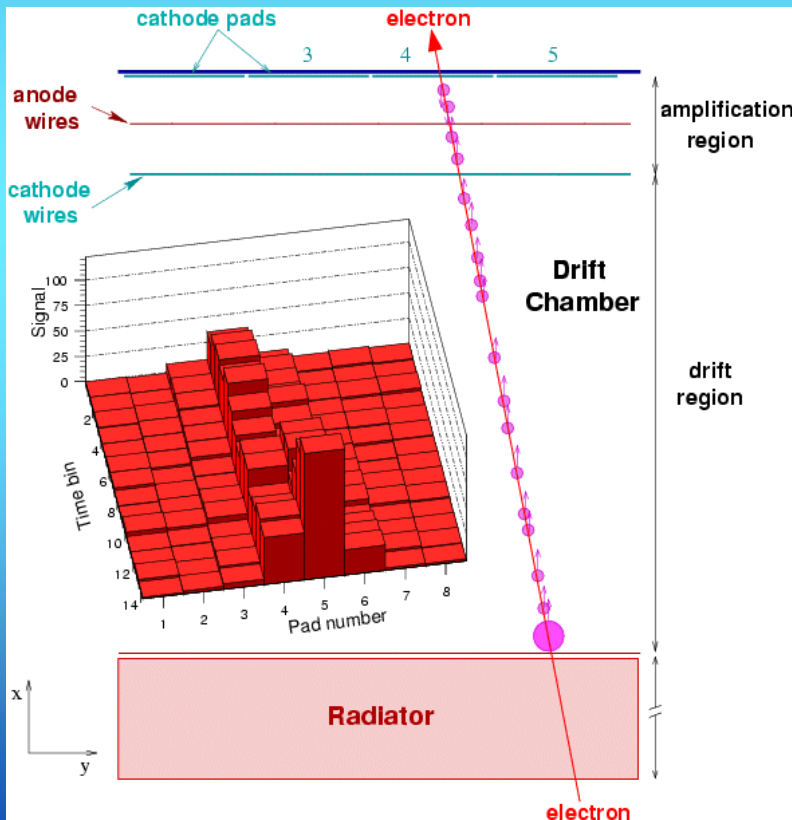 cathode pads
electron
3
4
5
anode
wires
amplification
region
cathode
wires
Drift
Chamber
drift
region
Signal
100
75
50
25
0
Time bin
2
4
6
8
10
12
14
1
2
3
4
5
6
7
8
Pad number
Radiator
x
y
electron